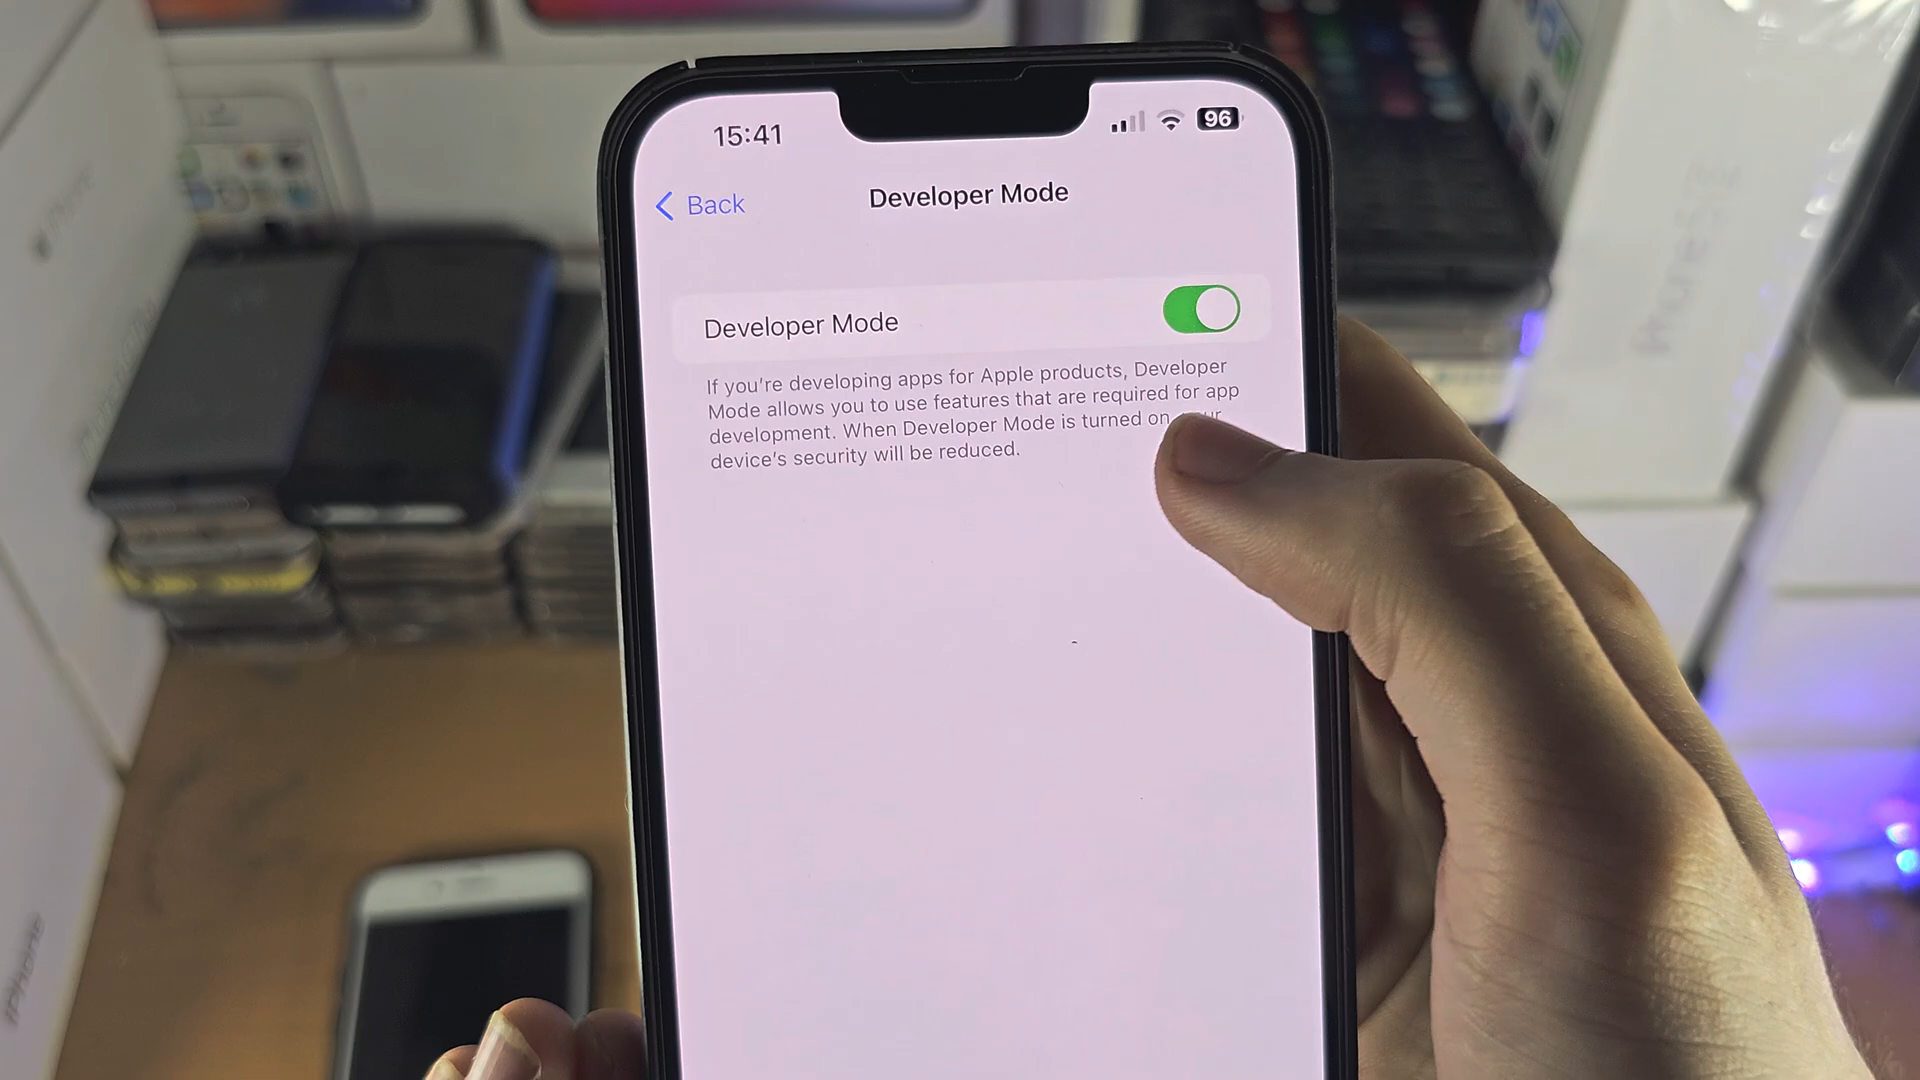 15:41
96
Back
Developer Mode
Developer Mode
If you're developing apps for Apple products, Developer
Mode allows you to use features that are required for app
development. When Developer Mode is turned on
device's security will be reduced.
iPhone